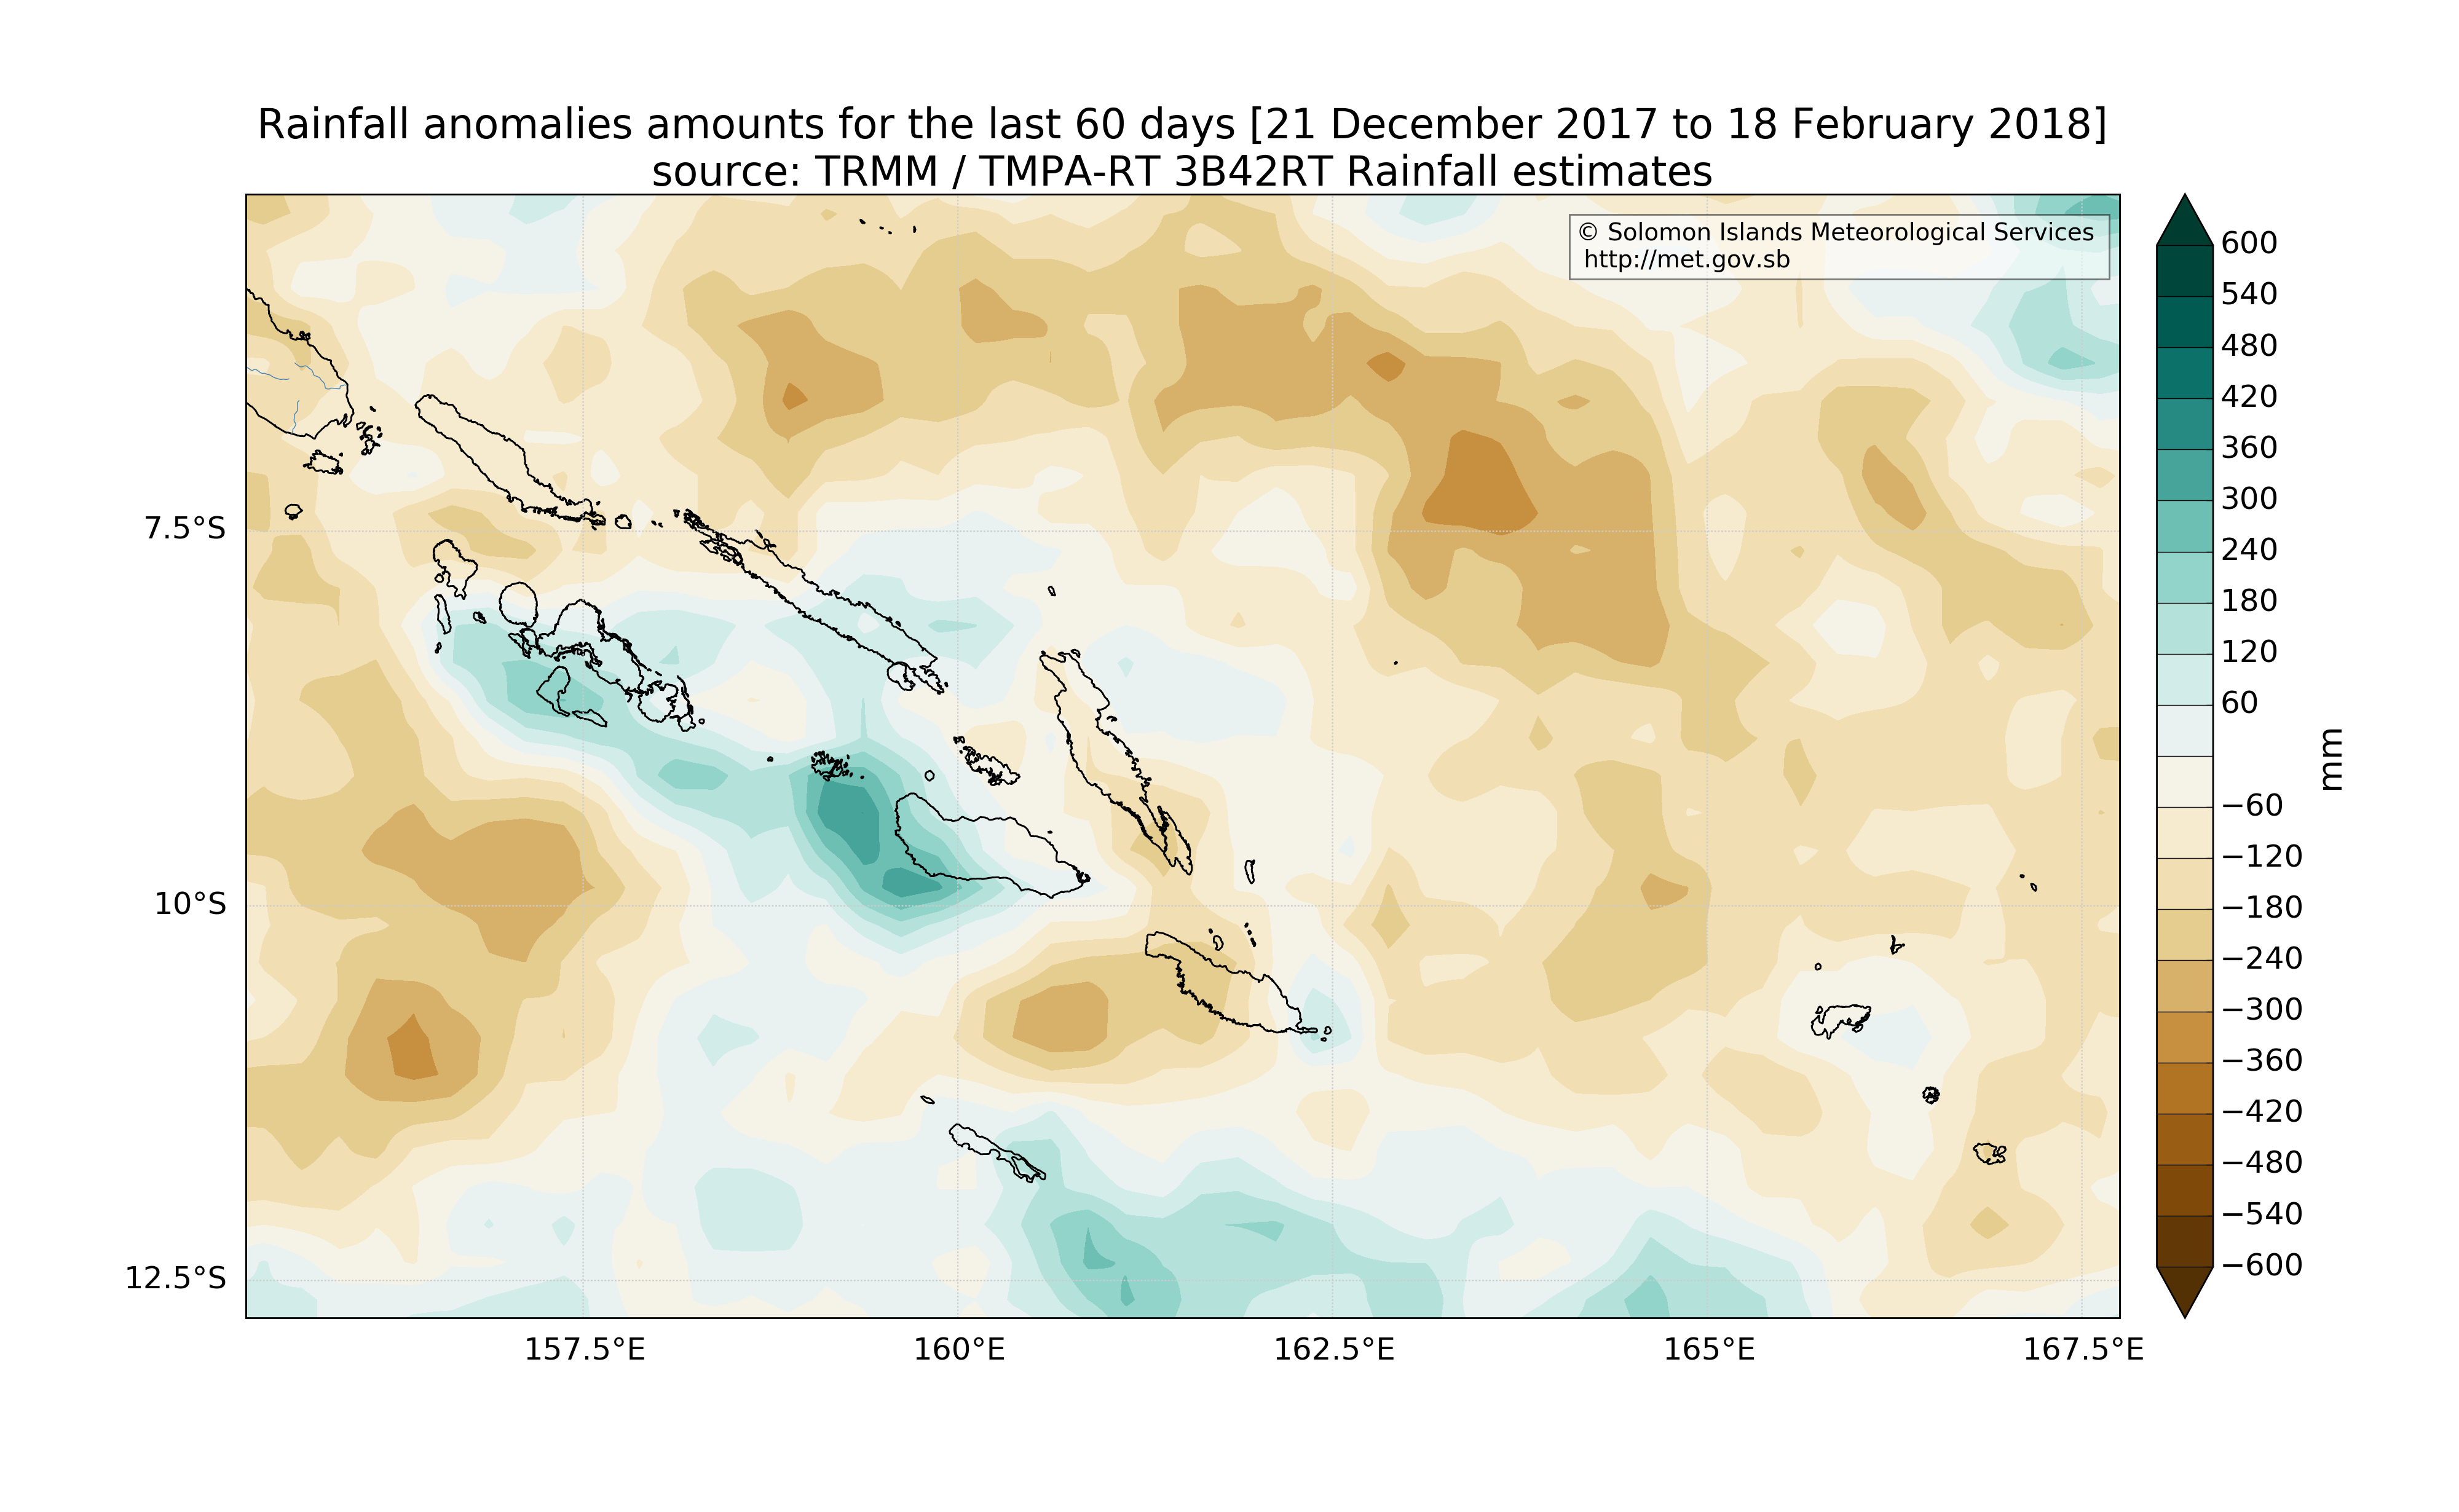 Rainfall anomalies amounts for the last 60 days [21 December 2017 to 18 February 2018]
source: TRMM / TMPA-RT 3B42RT Rainfall estimates
© Solomon Islands Meteorological Services
http://met.gov.sb
7.5°S
10°S
12.5°S
157.5°E
160°E
162.5°E
165°E
167.5°E
600
540
480
420
360
300
240
180
120
60
−60
−120
−180
−240
−300
−360
−420
−480
−540
−600
mm